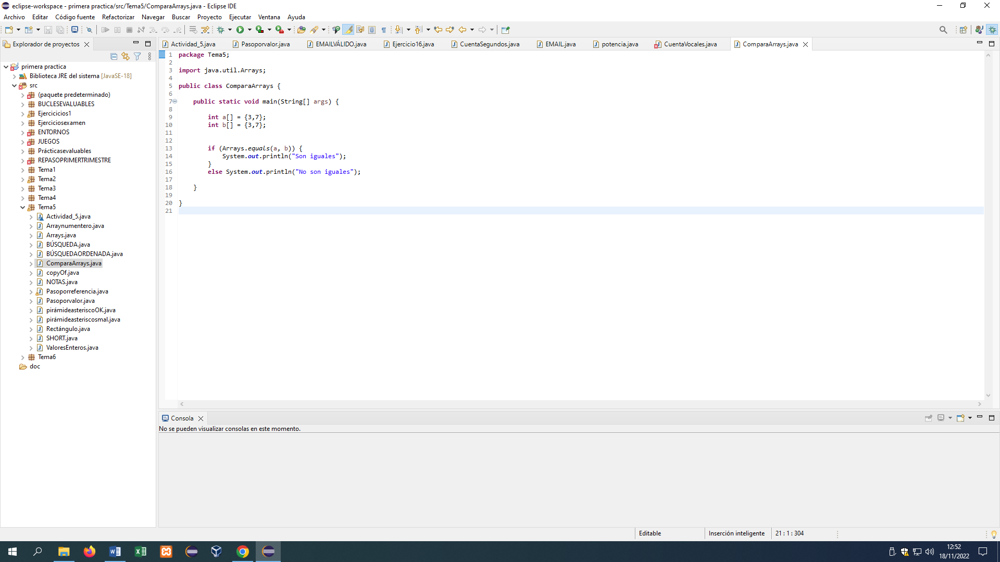 eclipse-workspace - primera practica/src/Tema5/ComparaArrays.java - Eclipse IDE
Archivo Editar Código fuente Refactorizar Navegar Buscar Proyecto Ejecutar Ventana Ayuda
Explorador de proyectos
primera practica
Biblioteca JRE del sistema [JavaSE-18]
src
(paquete predeterminado)
BUCLESEVALUABLES
Ejercicicios1
Ejerciciosexamen
ENTORNOS
JUEGOS
Prácticasevaluables
REPASOPRIMERTRIMESTRE
Tema1
Tema2
Tema3
Tema4
Tema5
Actividad_5.java
Arraynumentero.java
Arrays.java
BÚSQUEDA.java
BÚSQUEDAORDENADA.java
ComparaArrays.java
copyOf.java
NOTAS.java
Pasoporreferencia.java
Pasoporvalor.java
pirámideasteriscoOK.java
pirámideasteriscosmal.java
Rectángulo.java
SHORT.java
ValoresEnteros.java
Tema6
doc
Actividad_5.java Pasoporvalor.java EMAILVÁLIDO.java Ejercicio16.java CuentaSegundos.java EMAIL.java potencia.java CuentaVocales.java ComparaArrays.java
1 package Tema5;
2
3 import java.util.Arrays;
4
5 public class ComparaArrays {
6
7 public static void main(String[] args) {
8
9 int a[] = {3,7};
10 int b[] = {3,7};
11
12
13 if (Arrays.equals(a, b)) {
14 System.out.println("Son iguales");
15 }
16 else System.out.println("No son iguales");
17
18 }
19
20 }
21
Consola
No se pueden visualizar consolas en este momento.
Editable Inserción inteligente 21 : 1 : 304
12:52
18/11/2022